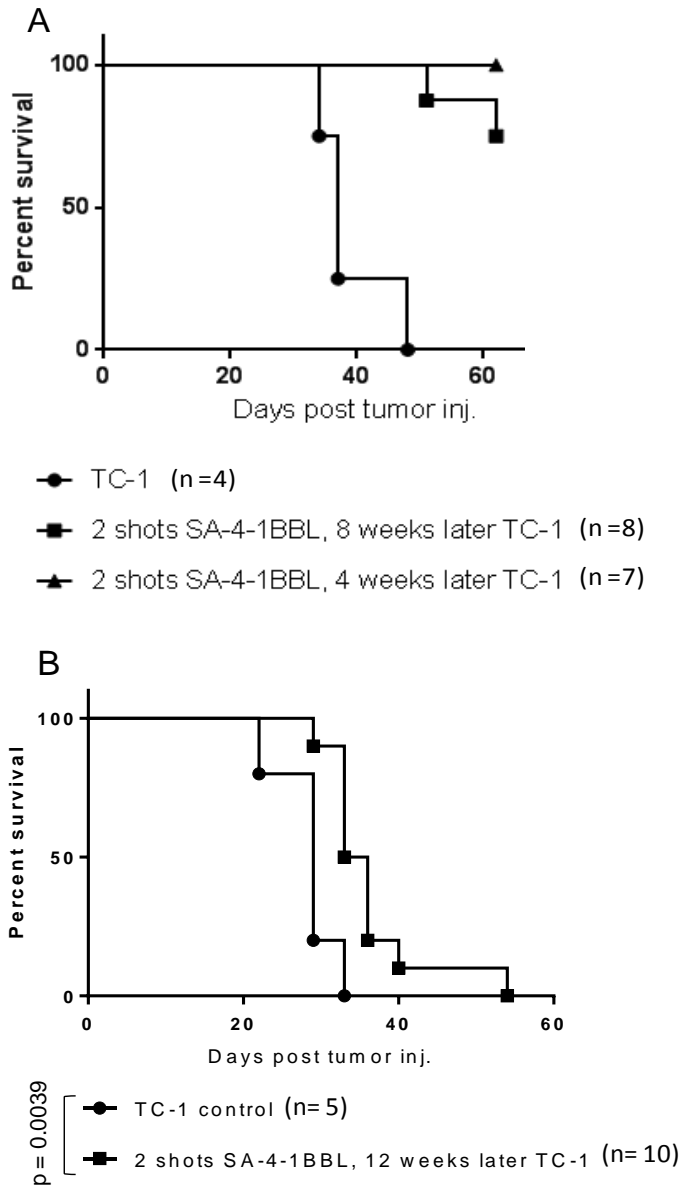 A
Percent survival
100
50
0
0 20 40 60
Days post tumor inj.
TC-1 (n=4)
2 shots SA-4-1BBL, 8 weeks later TC-1 (n=8)
2 shots SA-4-1BBL, 4 weeks later TC-1 (n=7)
B
Percent survival
100
50
0
0 20 40 60
Days post tumor inj.
p = 0.0039
TC-1 control (n=5)
2 shots SA-4-1BBL, 12 weeks later TC-1 (n=10)